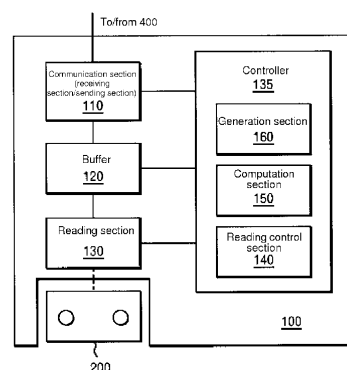 To/from 400
Communication section
(receiving
section/sending section)
110
Buffer
120
Reading section
130
Controller
135
Generation section
160
Computation
section
150
Reading control
section
140
100
200